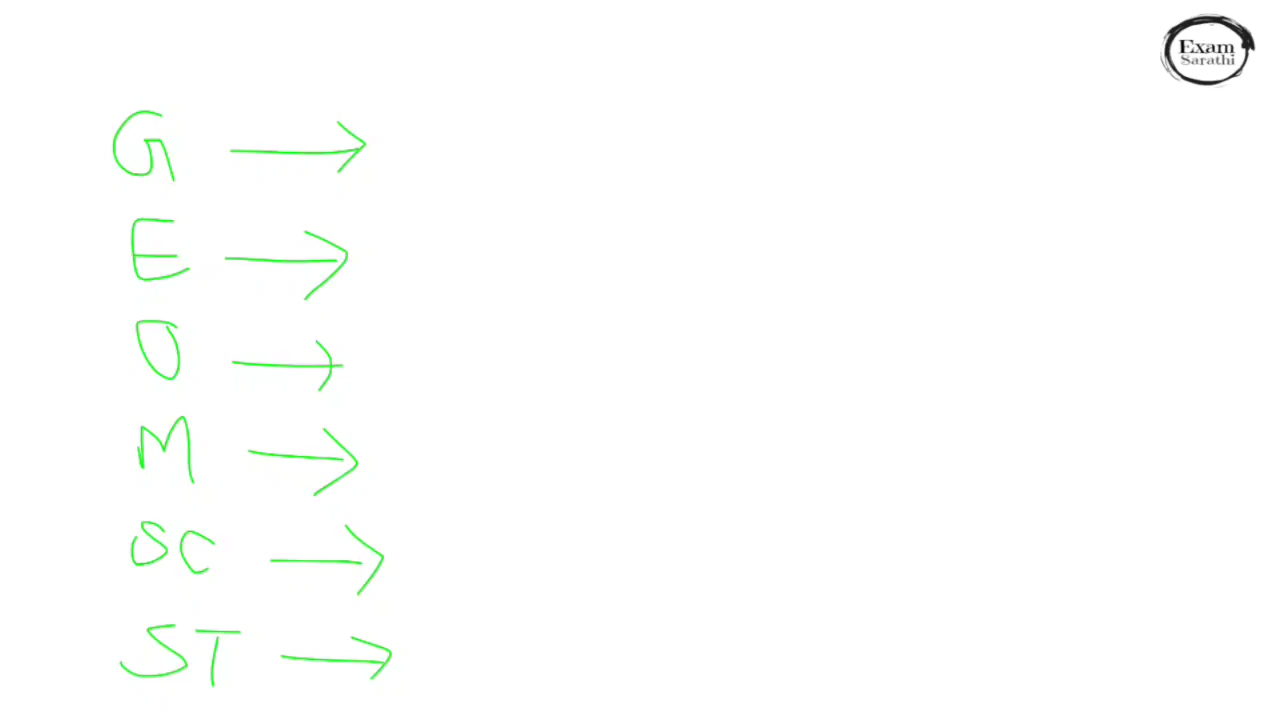 Exam
Sarathi
G →
E →
O →
M →
SC →
ST →